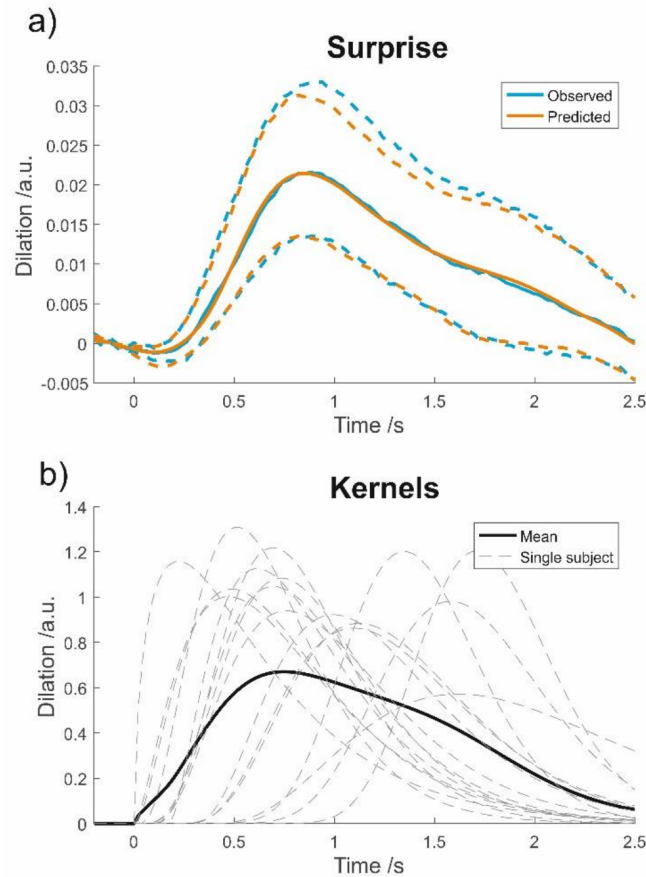 a)
Surprise
0.035
0.03
0.025
0.02
0.015
0.01
0.005
0
-0.005
Dilation /a.u.
Observed
Predicted
0
0.5
1
1.5
2
2.5
Time /s
b)
Kernels
1.4
1.2
1
0.8
0.6
0.4
0.2
0
Dilation /a.u.
Mean
Single subject
0
0.5
1
1.5
2
2.5
Time /s